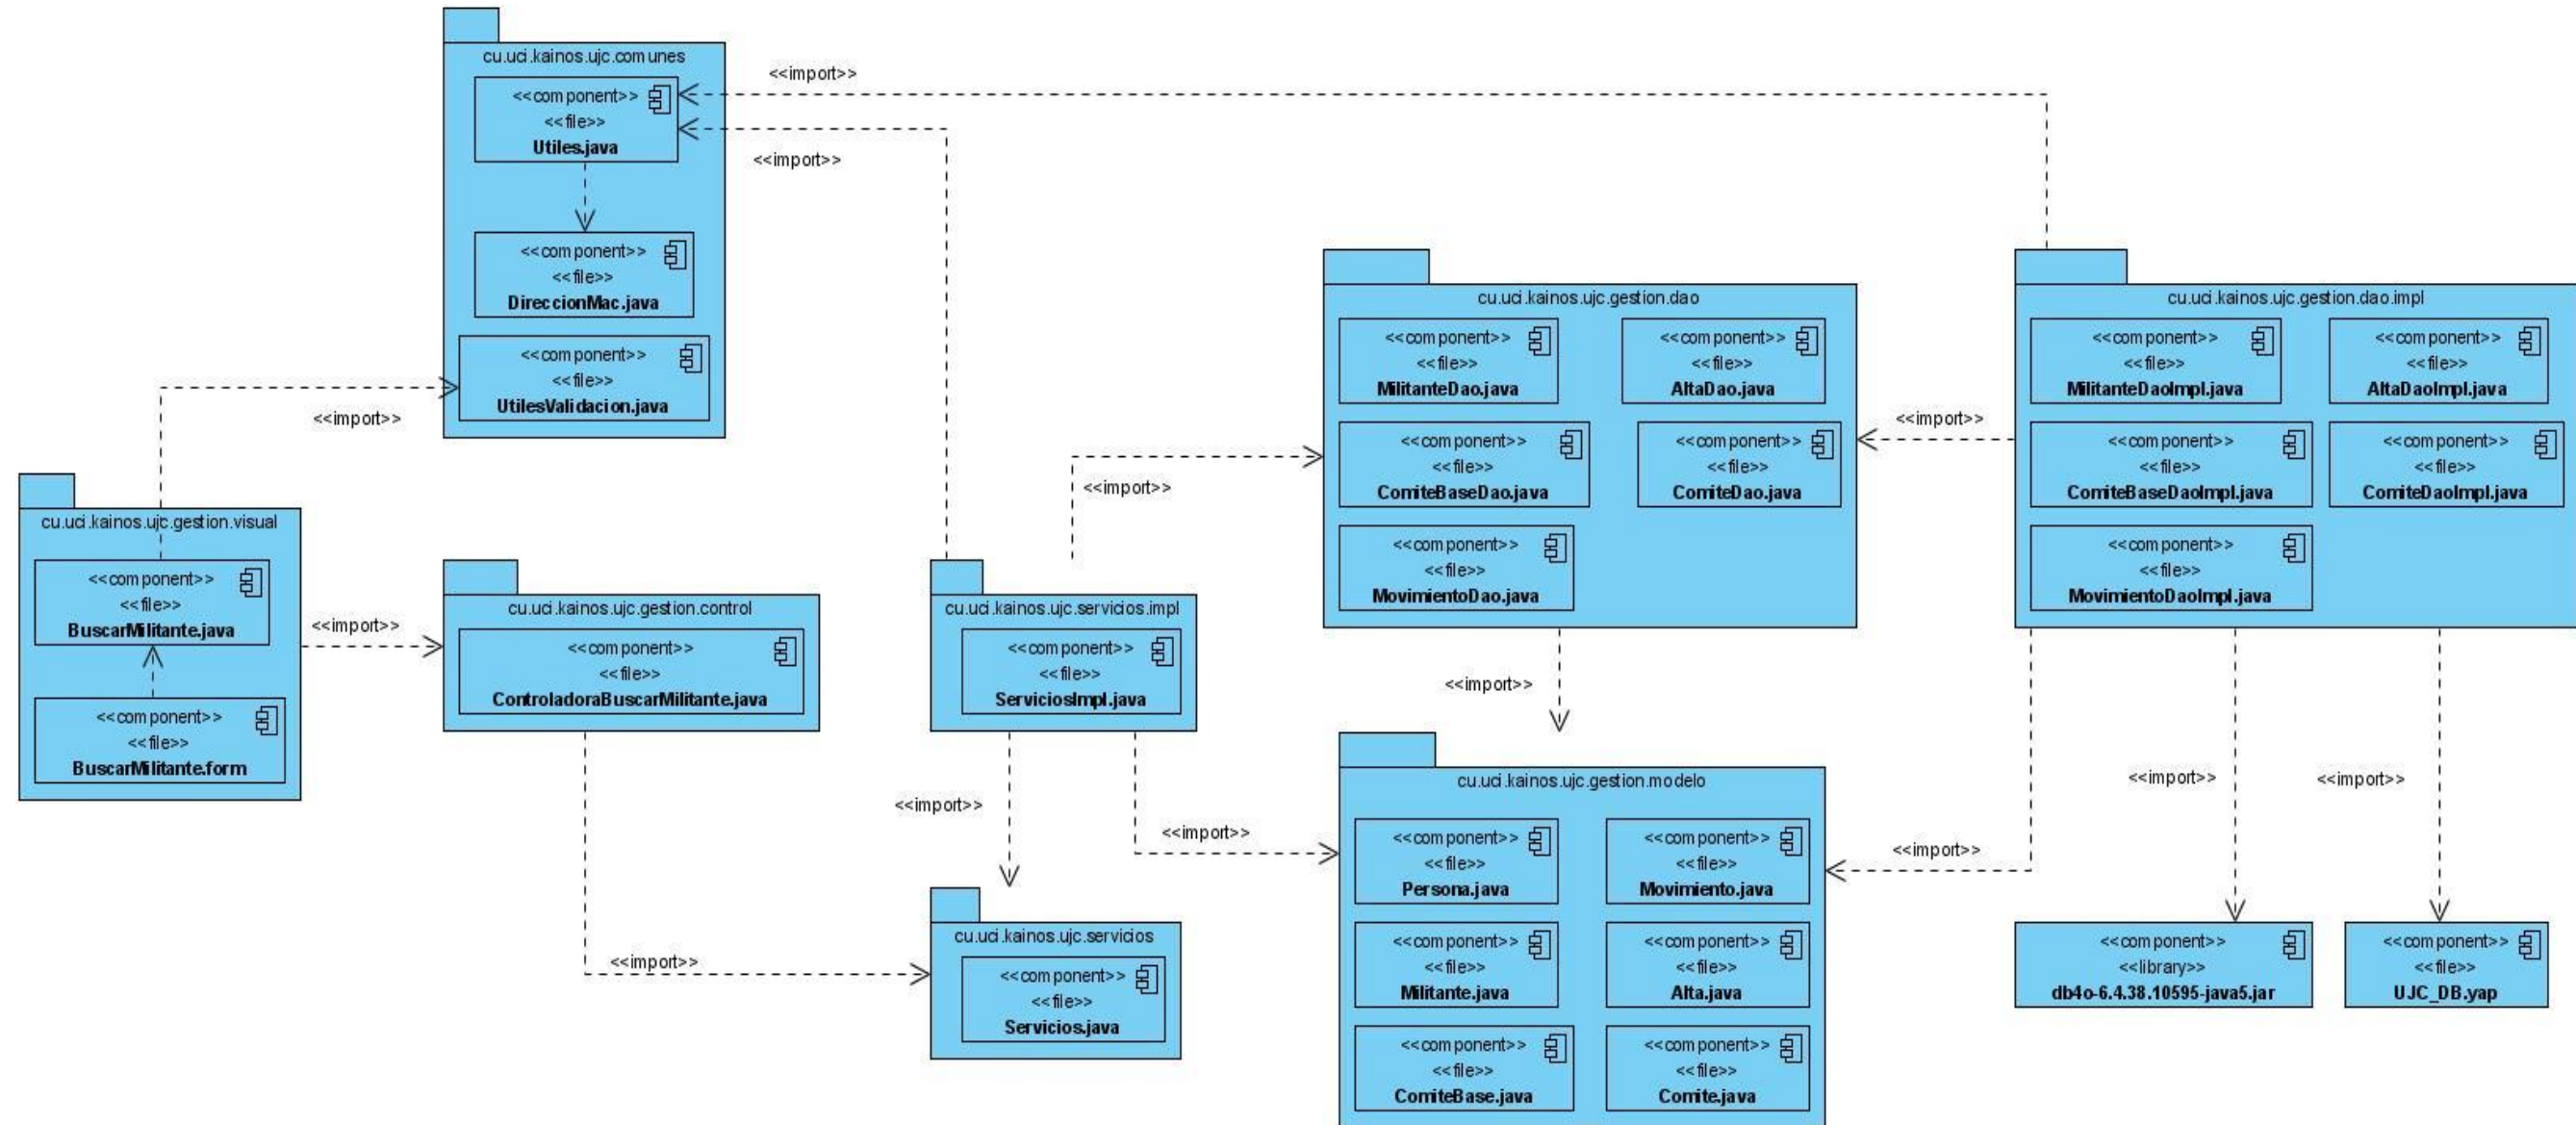 cu.uci.kainos.ujc.comunes
<<component>>
<<file>>
Utiles.java
<<component>>
<<file>>
DireccionMac.java
<<component>>
<<file>>
UtilesValidacion.java
<<import>>
<<import>>
<<import>>
cu.uci.kainos.ujc.gestion.visual
<<component>>
<<file>>
BuscarMilitante.java
<<component>>
<<file>>
BuscarMilitante.form
<<import>>
cu.uci.kainos.ujc.gestion.control
<<component>>
<<file>>
ControladoraBuscarMilitante.java
<<import>>
cu.uci.kainos.ujc.servicios.impl
<<component>>
<<file>>
ServiciosImpl.java
<<import>>
<<import>>
<<import>>
cu.uci.kainos.ujc.servicios
<<component>>
<<file>>
Servicios.java
cu.uci.kainos.ujc.gestion.dao
<<component>>
<<file>>
MilitanteDao.java
<<component>>
<<file>>
AltaDao.java
<<component>>
<<file>>
ComiteBaseDao.java
<<component>>
<<file>>
ComiteDao.java
<<component>>
<<file>>
MovimientoDao.java
<<import>>
<<import>>
cu.uci.kainos.ujc.gestion.dao.impl
<<component>>
<<file>>
MilitanteDaoImpl.java
<<component>>
<<file>>
AltaDaoImpl.java
<<component>>
<<file>>
ComiteBaseDaoImpl.java
<<component>>
<<file>>
ComiteDaoImpl.java
<<component>>
<<file>>
MovimientoDaoImpl.java
<<import>>
<<import>>
<<import>>
cu.uci.kainos.ujc.gestion.modelo
<<component>>
<<file>>
Persona.java
<<component>>
<<file>>
Movimiento.java
<<component>>
<<file>>
Militante.java
<<component>>
<<file>>
Alta.java
<<component>>
<<file>>
ComiteBase.java
<<component>>
<<file>>
Comite.java
<<component>>
<<library>>
db4o-6.4.38.10595-java5.jar
<<component>>
<<file>>
UJC_DB.yap